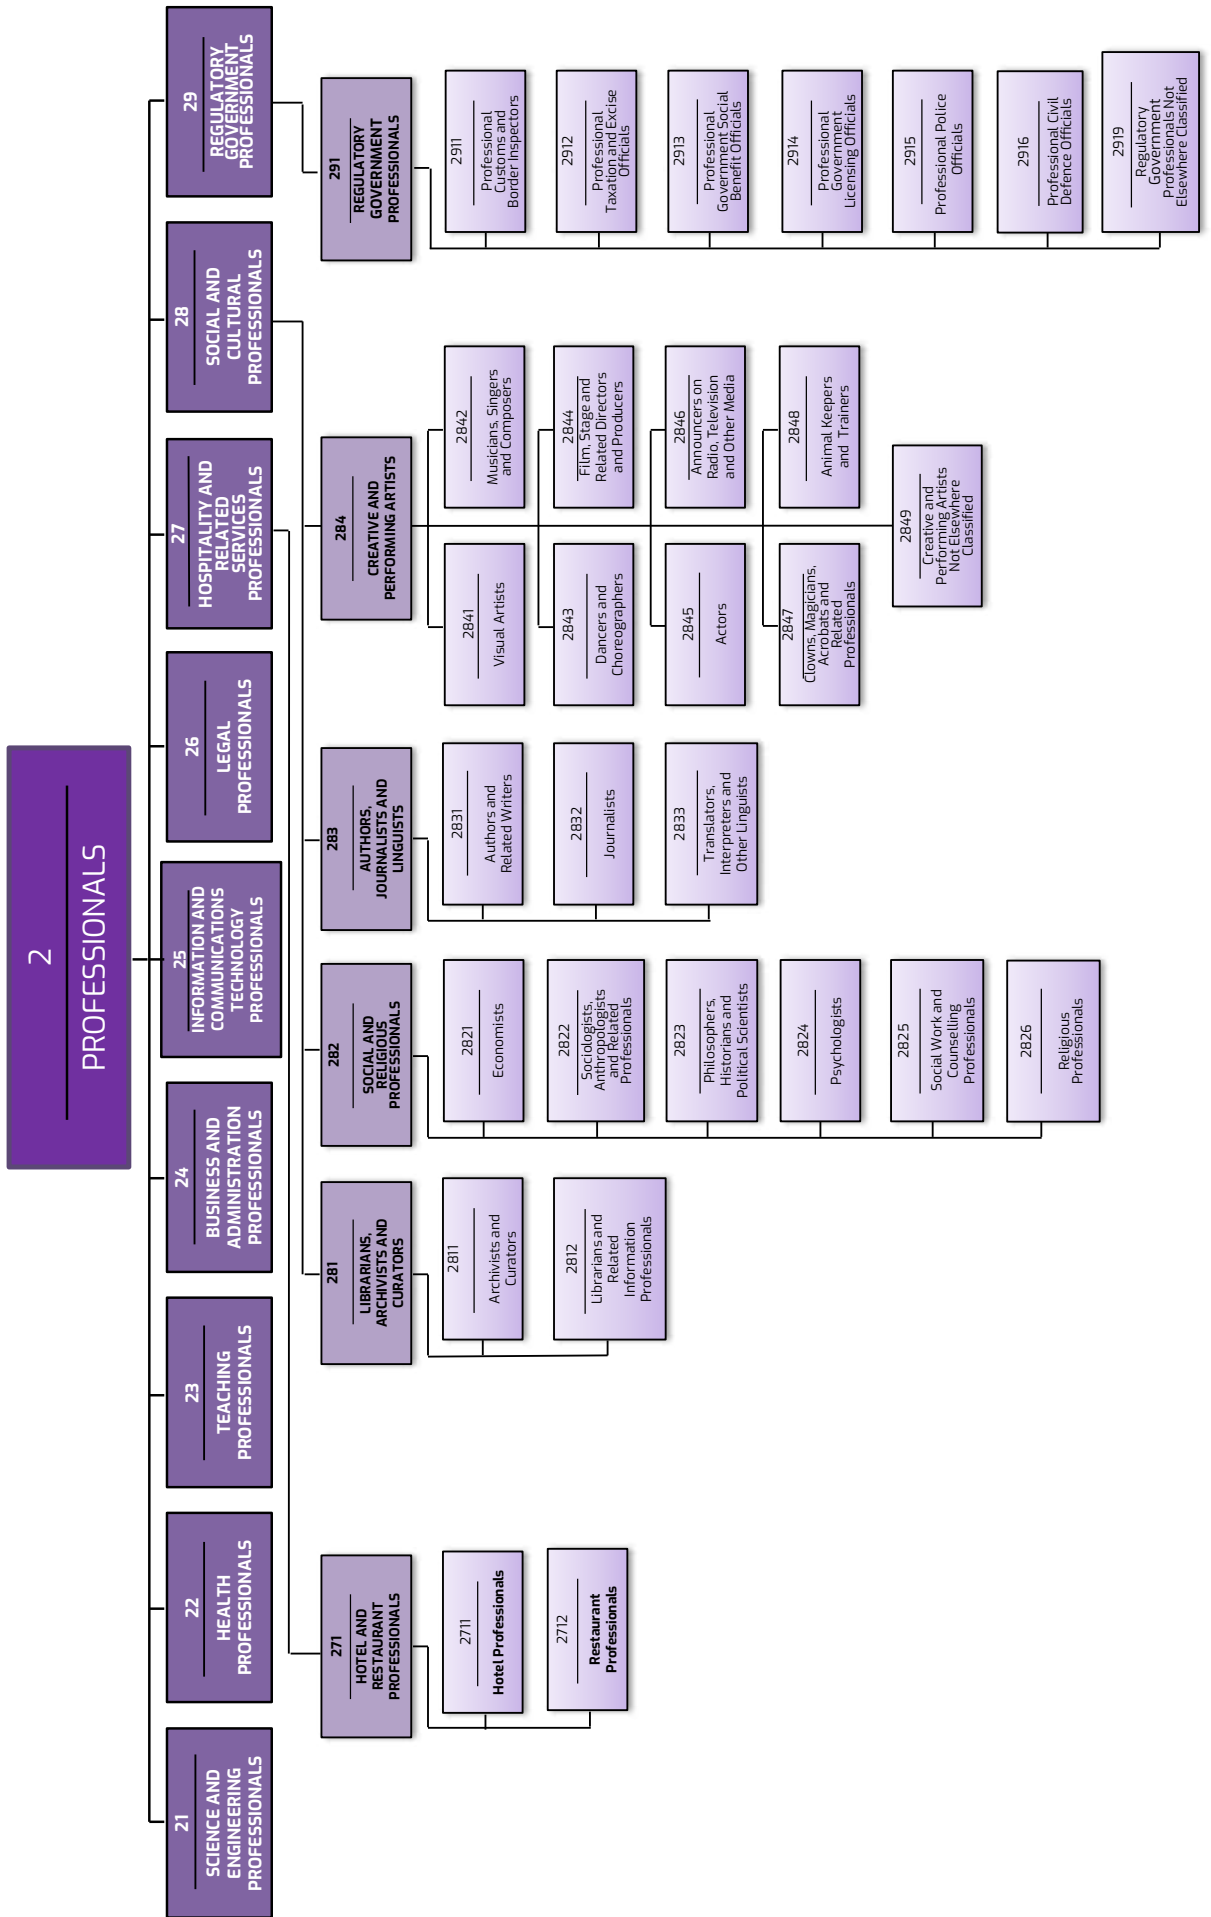 2
PROFESSIONALS
21
SCIENCE AND
ENGINEERING
PROFESSIONALS
22
HEALTH
PROFESSIONALS
23
TEACHING
PROFESSIONALS
24
BUSINESS AND
ADMINISTRATION
PROFESSIONALS
25
INFORMATION AND
COMMUNICATIONS
TECHNOLOGY
PROFESSIONALS
26
LEGAL
PROFESSIONALS
27
HOSPITALITY AND
RELATED
SERVICES
PROFESSIONALS
28
SOCIAL AND
CULTURAL
PROFESSIONALS
29
REGULATORY
GOVERNMENT
PROFESSIONALS
271
HOTEL AND
RESTAURANT
PROFESSIONALS
2711
Hotel Professionals
2712
Restaurant
Professionals
281
LIBRARIANS,
ARCHIVISTS AND
CURATORS
2811
Archivists and
Curators
2812
Librarians and
Related
Information
Professionals
282
SOCIAL AND
RELIGIOUS
PROFESSIONALS
2821
Economists
2822
Sociologists,
Anthropologists
and Related
Professionals
2823
Philosophers,
Historians and
Political Scientists
2824
Psychologists
2825
Social Work and
Counselling
Professionals
2826
Religious
Professionals
283
AUTHORS,
JOURNALISTS AND
LINGUISTS
2831
Authors and
Related Writers
2832
Journalists
2833
Translators,
Interpreters and
Other Linguists
284
CREATIVE AND
PERFORMING ARTISTS
2841
Visual Artists
2842
Musicians, Singers
and Composers
2843
Dancers and
Choreographers
2844
Film, Stage and
Related Directors
and Producers
2845
Actors
2846
Announcers on
Radio, Television
and Other Media
2847
Clowns, Magicians,
Acrobats and
Related
Professionals
2848
Animal Keepers
and Trainers
2849
Creative and
Performing Artists
Not Elsewhere
Classified
291
REGULATORY
GOVERNMENT
PROFESSIONALS
2911
Professional
Customs and
Border Inspectors
2912
Professional
Taxation and Excise
Officials
2913
Professional
Government Social
Benefit Officials
2914
Professional
Government
Licensing Officials
2915
Professional Police
Officials
2916
Professional Civil
Defence Officials
2919
Regulatory
Government
Professionals Not
Elsewhere Classified